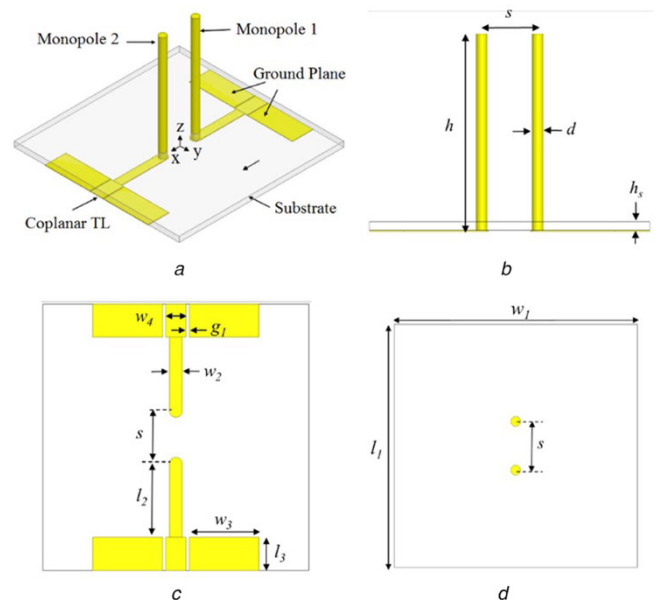 Monopole 1
Monopole 2
Ground Plane
z
x y
Substrate
Coplanar TL
a
s
h
d
hs
b
w4
g1
w2
s
l2
w3
l3
c
w1
l1
s
d